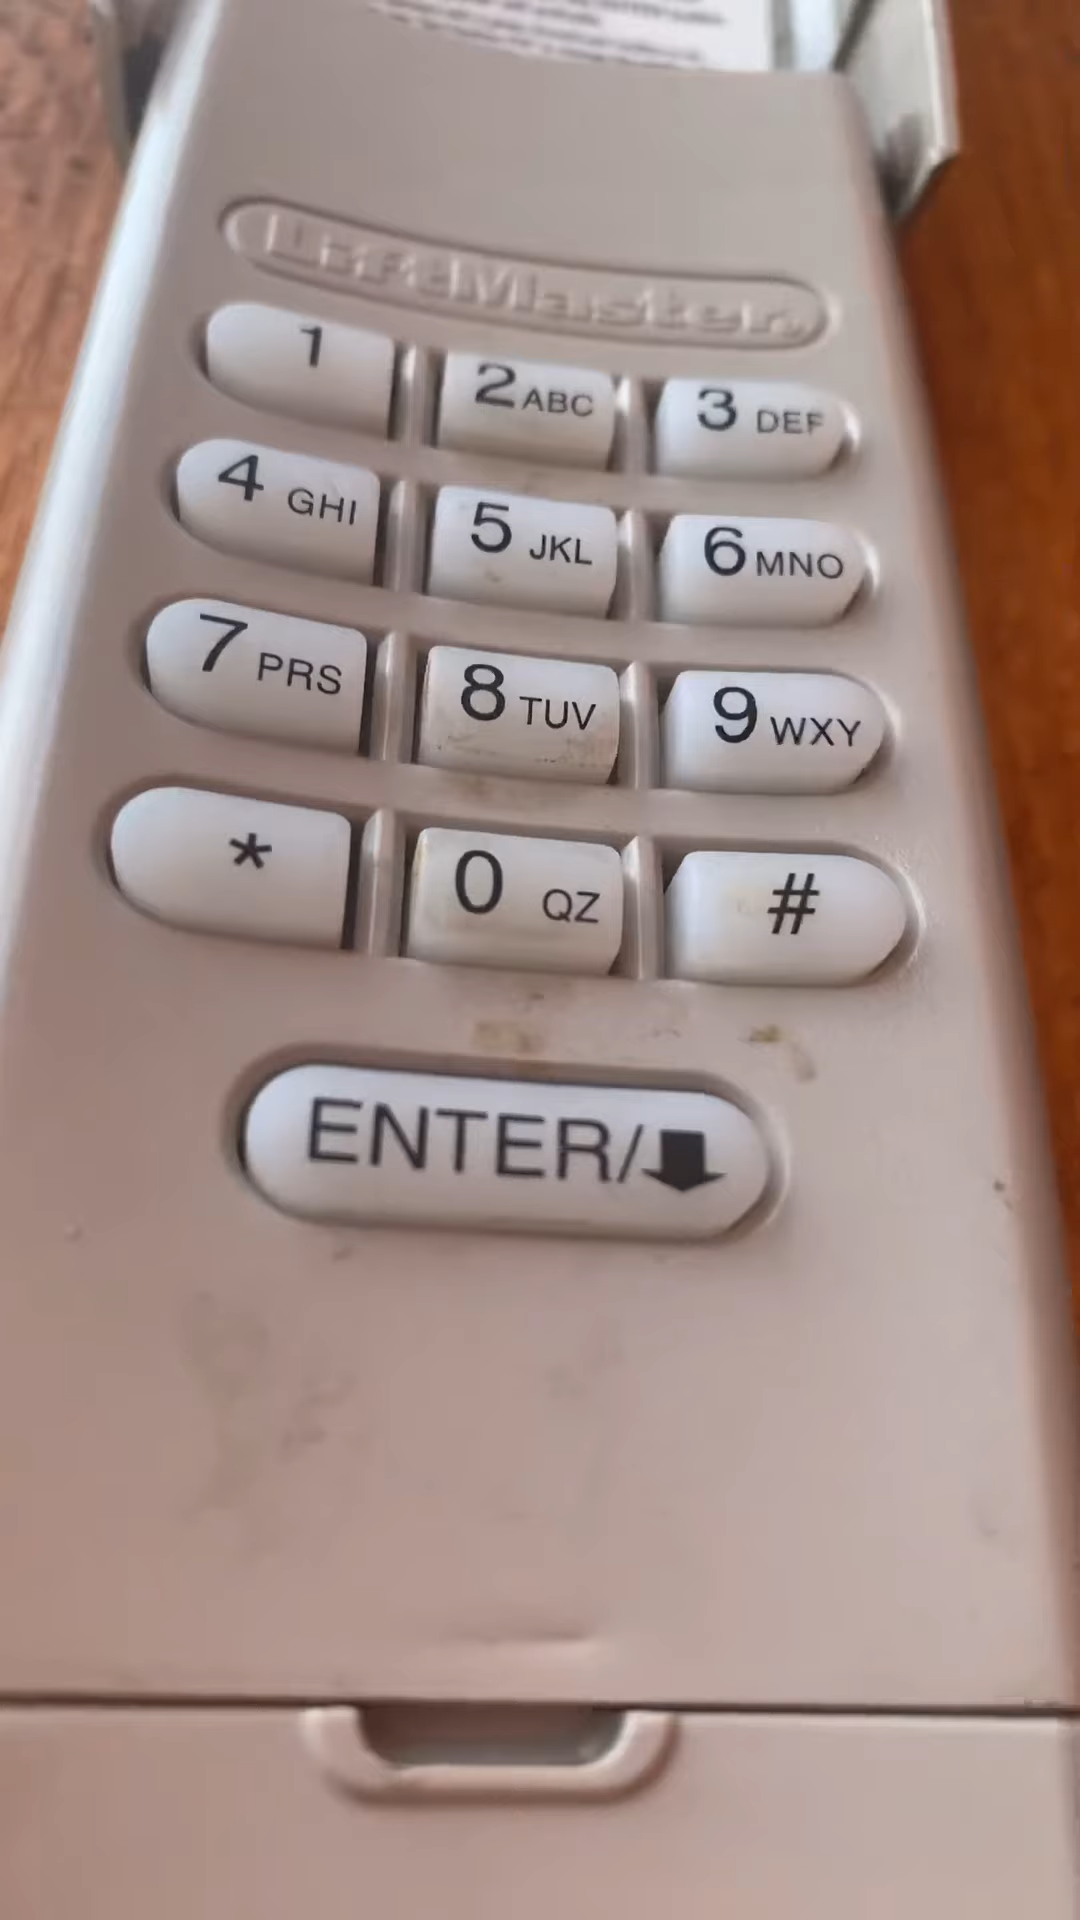 LiftMaster.
1 2 ABC 3 DEF
4 GHI 5 JKL 6 MNO
7 PRS 8 TUV 9 WXY
* 0 QZ #
ENTER/⬇